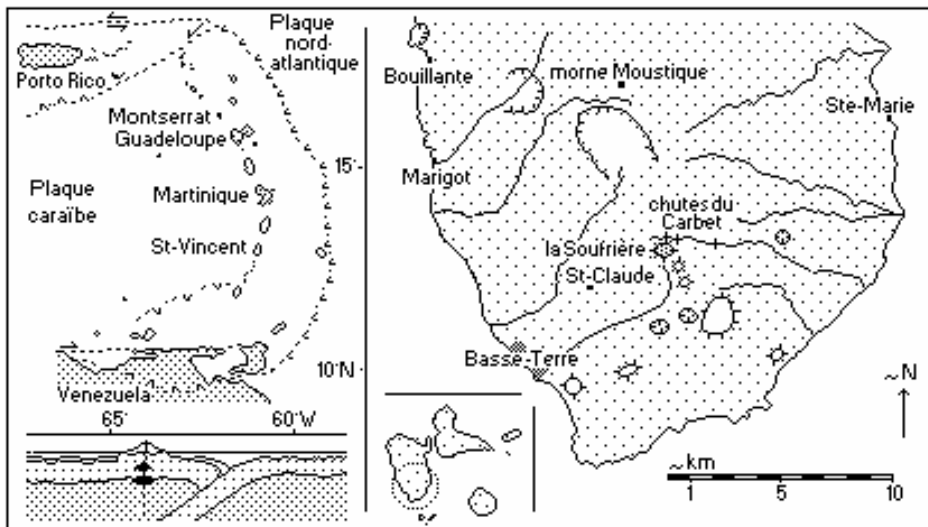 Plaque
nord-
atlantique
Porto Rico
Montserrat
Guadeloupe
15°
Plaque
caraïbe
Martinique
St-Vincent
10°N
Venezuela
65°
60°W
Bouillante
morne Moustique
Ste-Marie
Marigot
chutes du
Carbet
la Soufrière
St-Claude
Basse-Terre
~N
~km
1
5
10